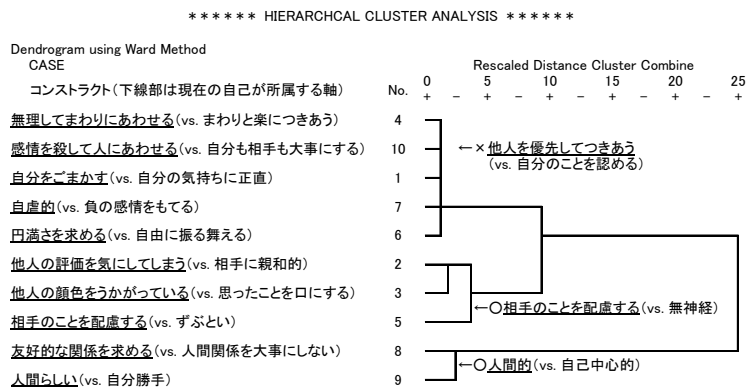 ****** HIERARCHCAL CLUSTER ANALYSIS ******
Dendrogram using Ward Method
CASE Rescaled Distance Cluster Combine
コンストラクト(下線部は現在の自己が所属する軸) No. 0 5 10 15 20 25
+ - + - + - + - + - +
無理してまわりにあわせる(vs. まわりと楽につきあう) 4
感情を殺して人にあわせる(vs. 自分も相手も大事にする) 10 ←×他人を優先してつきあう
(vs. 自分のことを認める)
自分をごまかす(vs. 自分の気持ちに正直) 1
自虐的(vs. 負の感情をもてる) 7
円満さを求める(vs. 自由に振る舞える) 6
他人の評価を気にしてしまう(vs. 相手に親和的) 2
他人の顔色をうかがっている(vs. 思ったことを口にする) 3
←○相手のことを配慮する(vs. 無神経)
相手のことを配慮する(vs. ずぶとい) 5
友好的な関係を求める(vs. 人間関係を大事にしない) 8
←○人間的(vs. 自己中心的)
人間らしい(vs. 自分勝手) 9